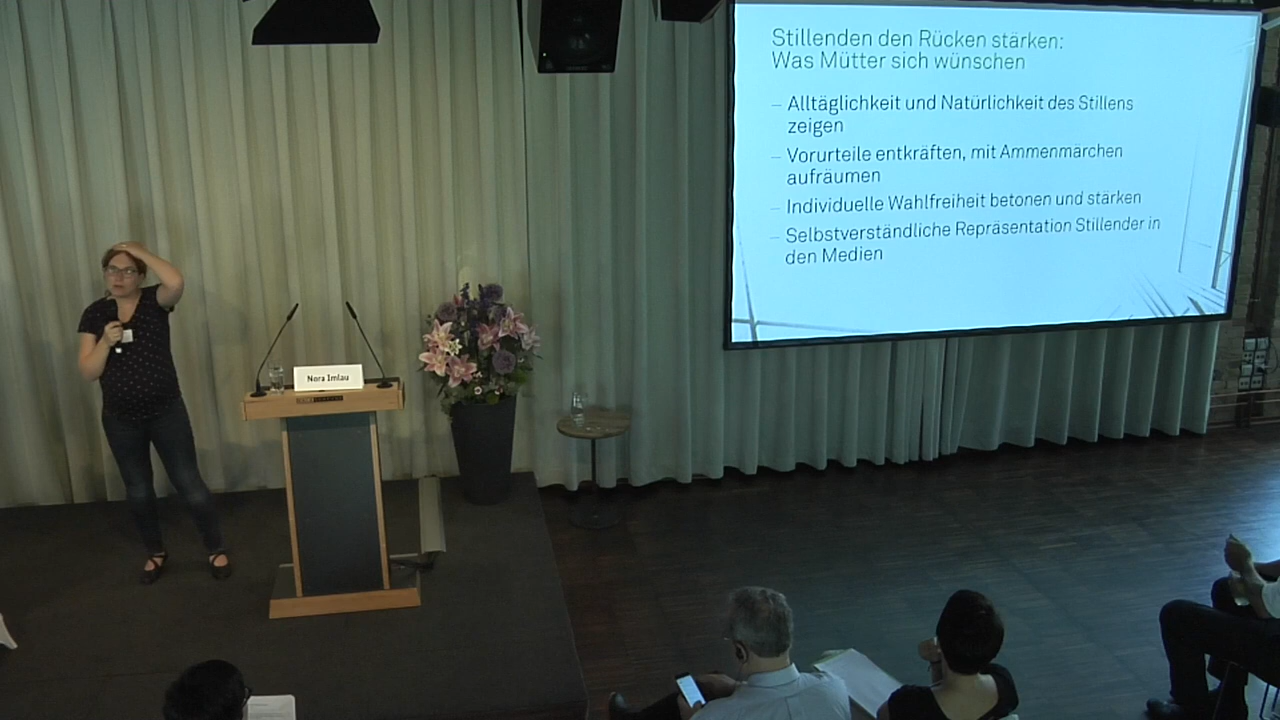 Stillenden den Rücken stärken:
Was Mütter sich wünschen
– Alltäglichkeit und Natürlichkeit des Stillens
zeigen
– Vorurteile entkräften, mit Ammenmärchen
aufräumen
– Individuelle Wahlfreiheit betonen und stärken
– Selbstverständliche Repräsentation Stillender in
den Medien
Nora Imlau